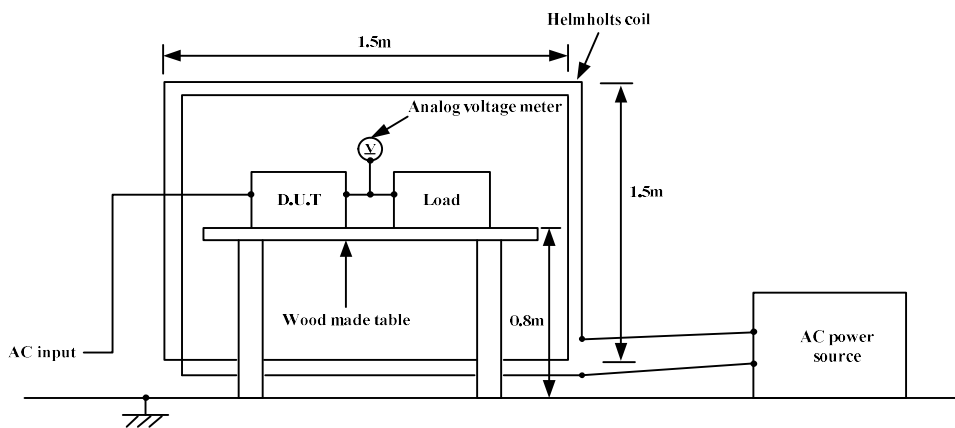 Helmholts coil
1.5m
Analog voltage meter
V
D.U.T
Load
1.5m
Wood made table
0.8m
AC input
AC power
source